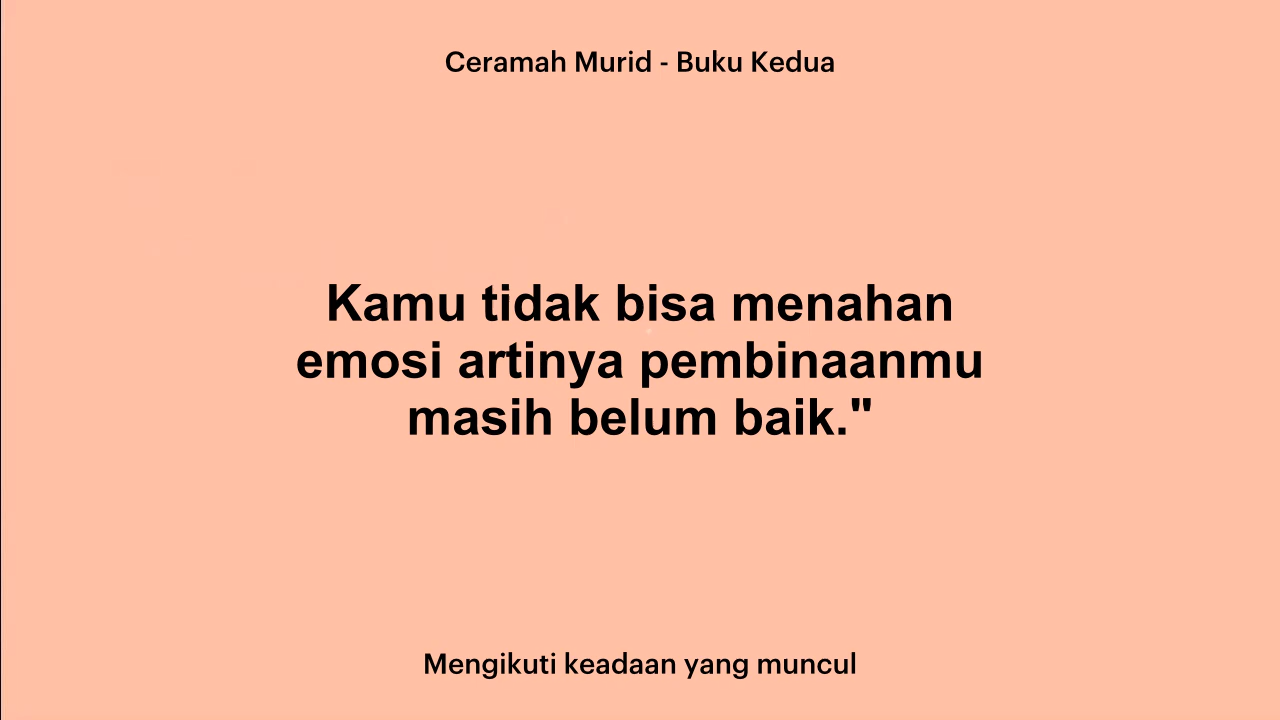 Ceramah Murid - Buku Kedua
Kamu tidak bisa menahan
emosi artinya pembinaanmu
masih belum baik."
Mengikuti keadaan yang muncul